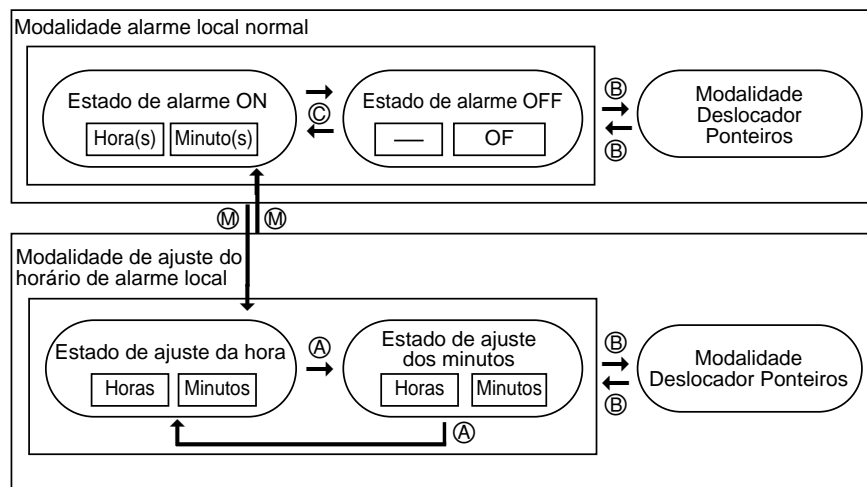 Modalidade alarme local normal
Estado de alarme ON
Hora(s) Minuto(s)
Ⓒ
Estado de alarme OFF
— OF
Ⓑ
Ⓑ
Modalidade
Deslocador
Ponteiros
Ⓜ Ⓜ
Modalidade de ajuste do
horário de alarme local
Estado de ajuste da hora
Horas Minutos
Ⓐ
Estado de ajuste
dos minutos
Horas Minutos
Ⓐ
Ⓑ
Ⓑ
Modalidade
Deslocador Ponteiros